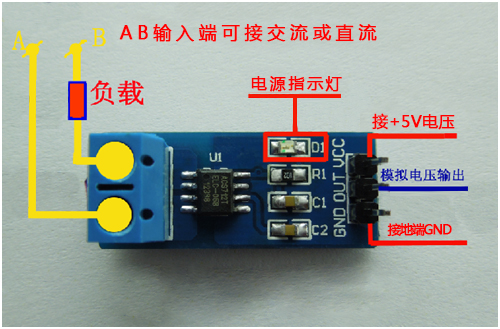 A B AB输入端可接交流或直流
负载
电源指示灯
接+5V电压
模拟电压输出
接地端GND
U1
D1
R1
C1
C2
VCC
OUT
GND